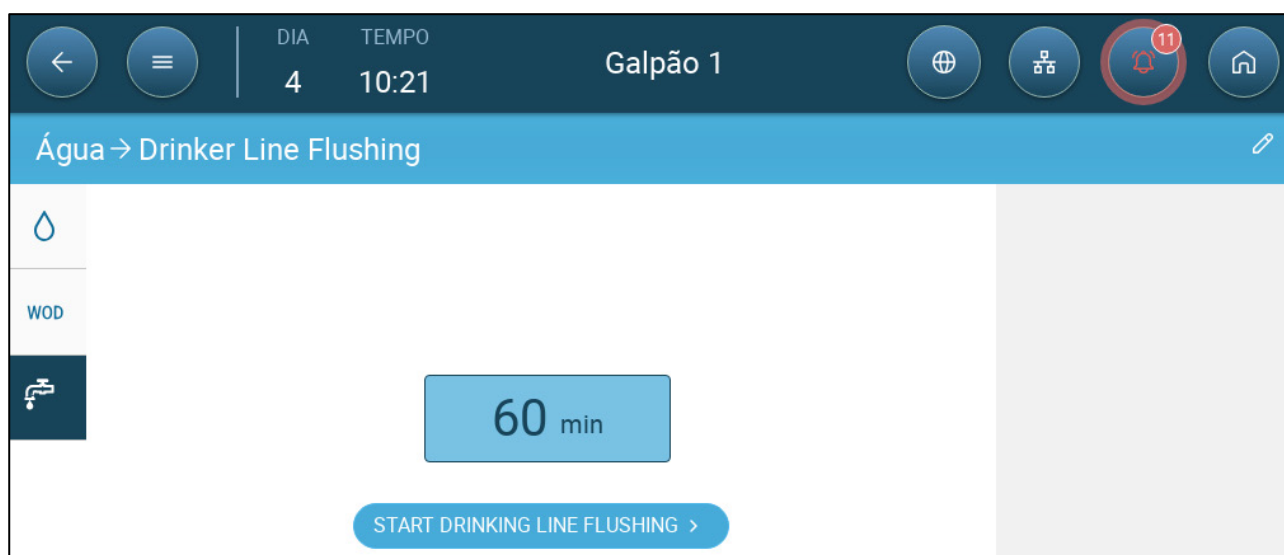 DIA TEMPO
4 10:21
Galpão 1
11
Água → Drinker Line Flushing
WOD
60 min
START DRINKING LINE FLUSHING >